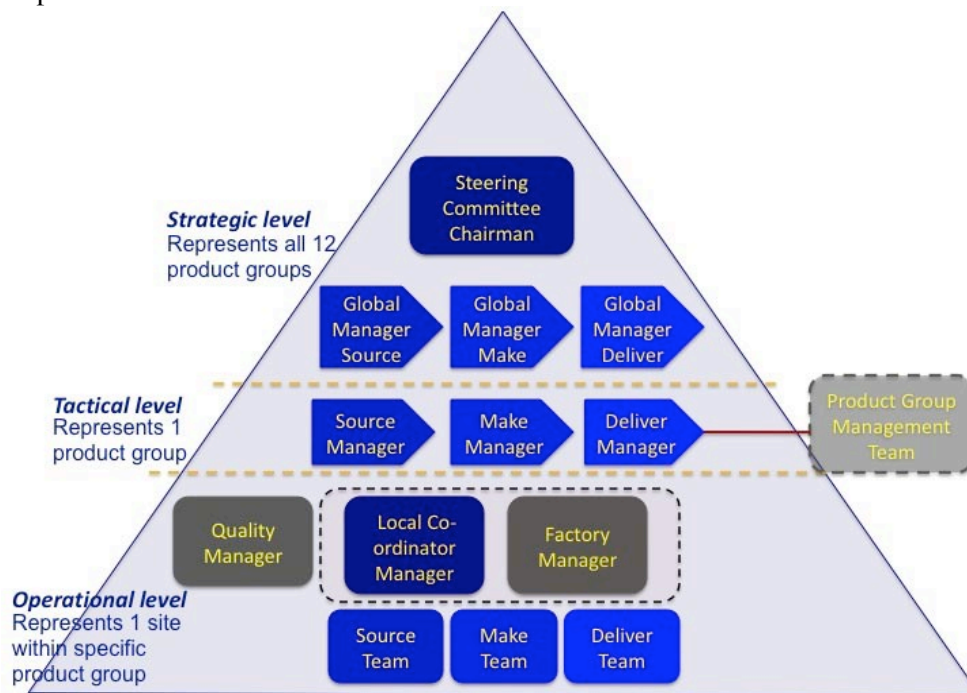 Steering
Committee
Chairman
Strategic level
Represents all 12
product groups
Global
Manager
Source
Global
Manager
Make
Global
Manager
Deliver
Tactical level
Represents 1
product group
Source
Manager
Make
Manager
Deliver
Manager
Product Group
Management
Team
Quality
Manager
Local Co-
ordinator
Manager
Factory
Manager
Operational level
Represents 1 site
within specific
product group
Source
Team
Make
Team
Deliver Team